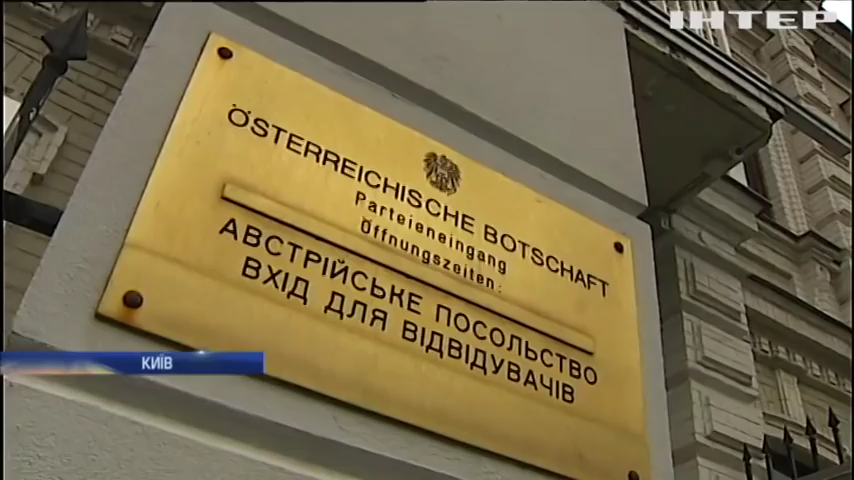 ІНТЕР
ÖSTERREICHISCHE BOTSCHAFT
Parteieneingang
Öffnungszeiten:
АВСТРІЙСЬКЕ ПОСОЛЬСТВО
ВХІД ДЛЯ ВІДВІДУВАЧІВ
КИЇВ